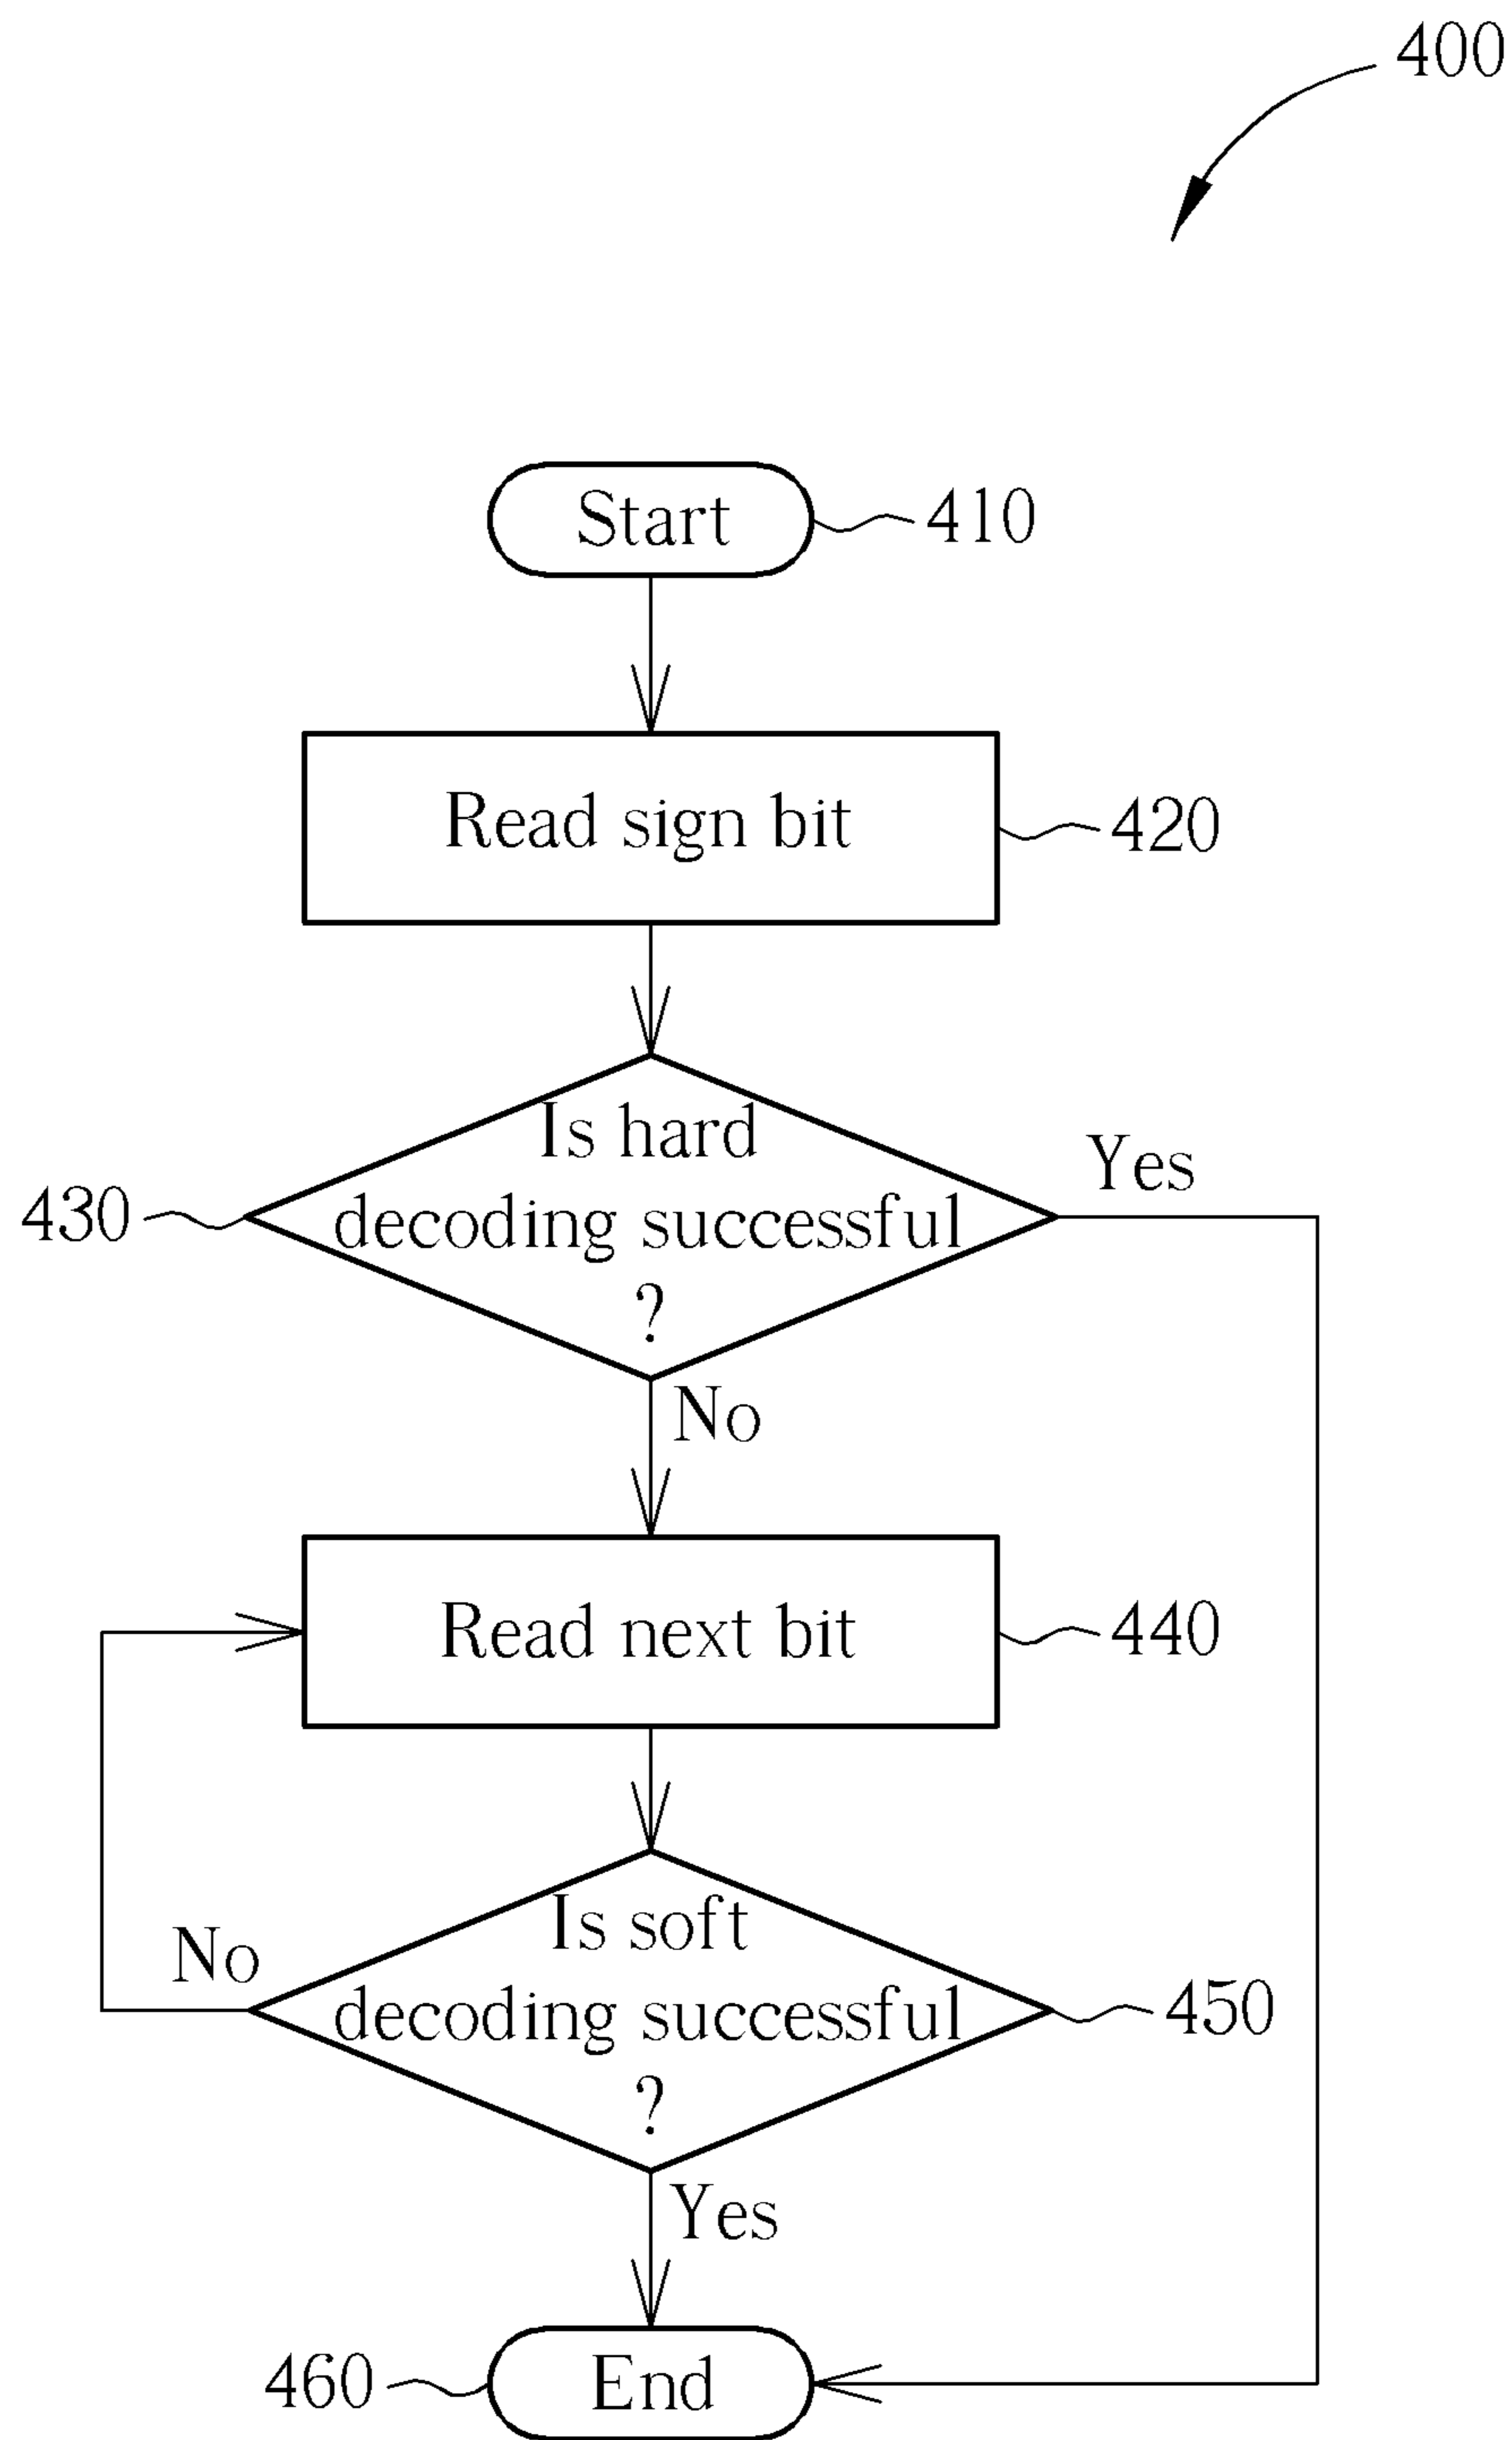 400
Start
410
Read sign bit
420
Is hard
decoding successful
?
430
Yes
No
Read next bit
440
Is soft
decoding successful
?
No
450
Yes
End
460